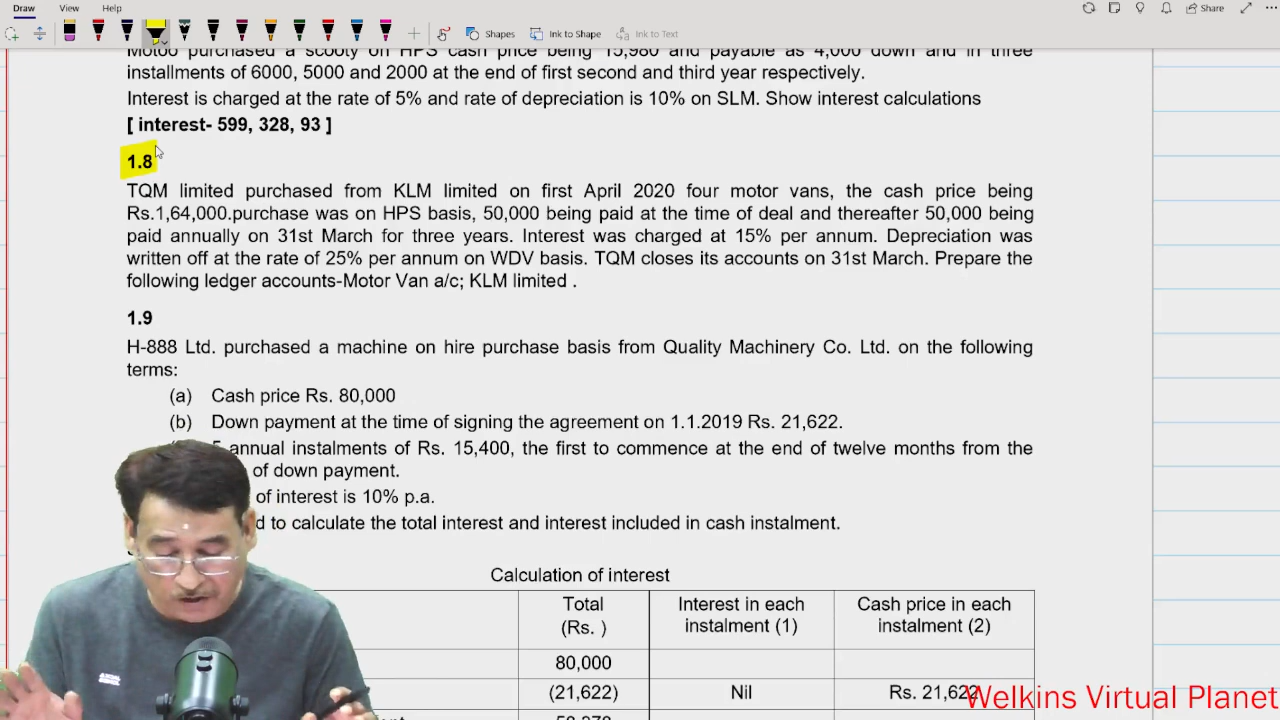 Draw View Help
Share
Shapes Ink to Shape Ink to Text
Motbo purchased a scooty on HPS cash price being 15,980 and payable as 4,000 down and in three
installments of 6000, 5000 and 2000 at the end of first second and third year respectively.
Interest is charged at the rate of 5% and rate of depreciation is 10% on SLM. Show interest calculations
[ interest- 599, 328, 93 ]
1.8
TQM limited purchased from KLM limited on first April 2020 four motor vans, the cash price being
Rs.1,64,000.purchase was on HPS basis, 50,000 being paid at the time of deal and thereafter 50,000 being
paid annually on 31st March for three years. Interest was charged at 15% per annum. Depreciation was
written off at the rate of 25% per annum on WDV basis. TQM closes its accounts on 31st March. Prepare the
following ledger accounts-Motor Van a/c; KLM limited .
1.9
H-888 Ltd. purchased a machine on hire purchase basis from Quality Machinery Co. Ltd. on the following
terms:
(a) Cash price Rs. 80,000
(b) Down payment at the time of signing the agreement on 1.1.2019 Rs. 21,622.
5 annual instalments of Rs. 15,400, the first to commence at the end of twelve months from the
of down payment.
of interest is 10% p.a.
to calculate the total interest and interest included in cash instalment.
Calculation of interest
Total Interest in each Cash price in each
(Rs. ) instalment (1) instalment (2)
80,000
(21,622) Nil Rs. 21,622
Welkins Virtual Planet